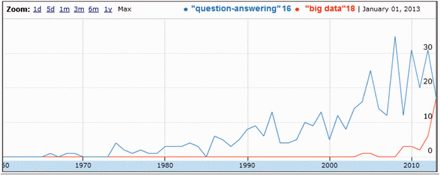 Zoom: 1d 5d 1m 3m 6m 1y Max ● "question-answering"16 ● "big data"18 | January 01, 2013
30
20
10
0
60 1970 1980 1990 2000 2010